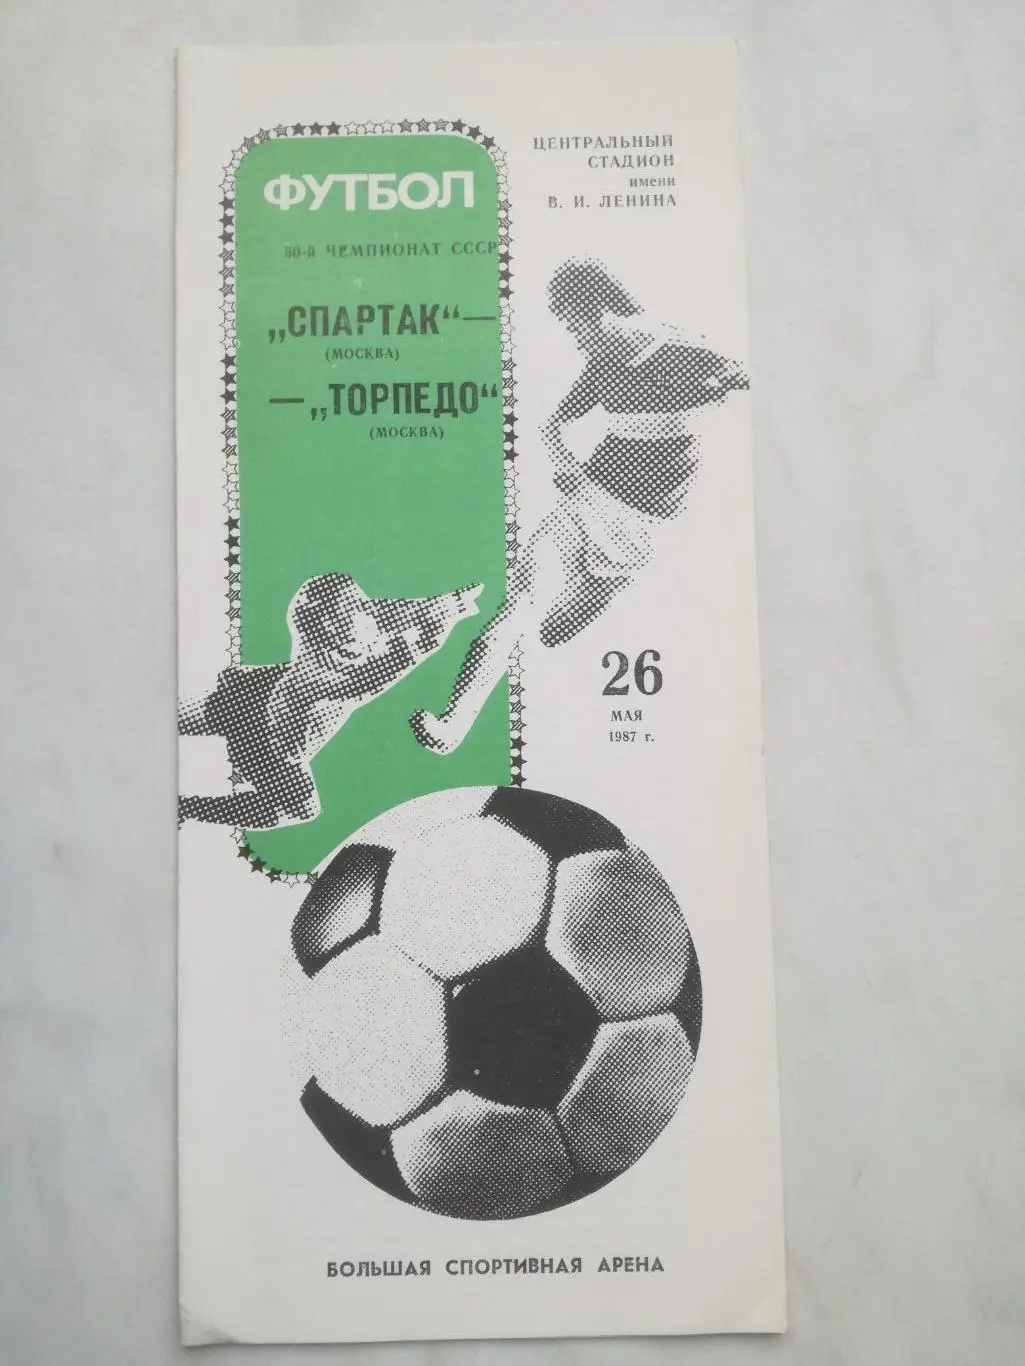 ФУТБОЛ
50-й ЧЕМПИОНАТ СССР
„СПАРТАК“—
(МОСКВА)
—„ТОРПЕДО“
(МОСКВА)
ЦЕНТРАЛЬНЫЙ
СТАДИОН
имени
В. И. ЛЕНИНА
26
МАЯ
1987 г.
БОЛЬШАЯ СПОРТИВНАЯ АРЕНА